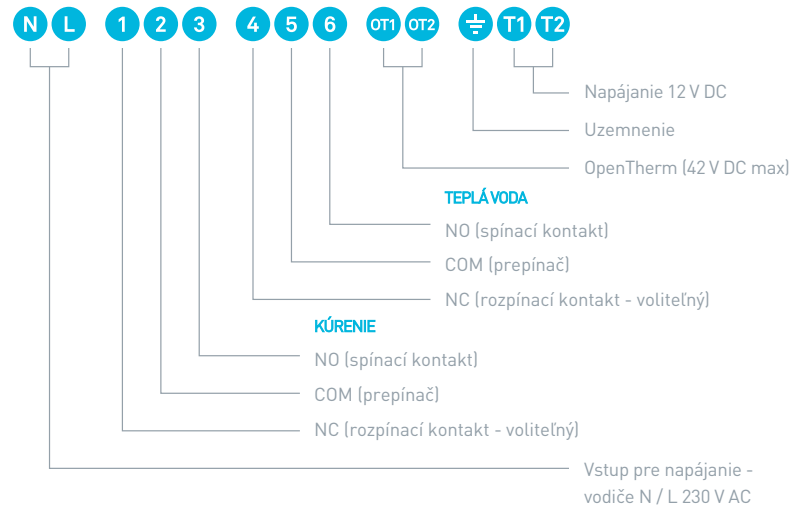 N L 1 2 3 4 5 6 OT1 OT2 T1 T2
Napájanie 12 V DC
Uzemnenie
OpenTherm (42 V DC max)
TEPLÁ VODA
NO (spínací kontakt)
COM (prepínač)
NC (rozpínací kontakt - voliteľný)
KÚRENIE
NO (spínací kontakt)
COM (prepínač)
NC (rozpínací kontakt - voliteľný)
Vstup pre napájanie -
vodiče N / L 230 V AC